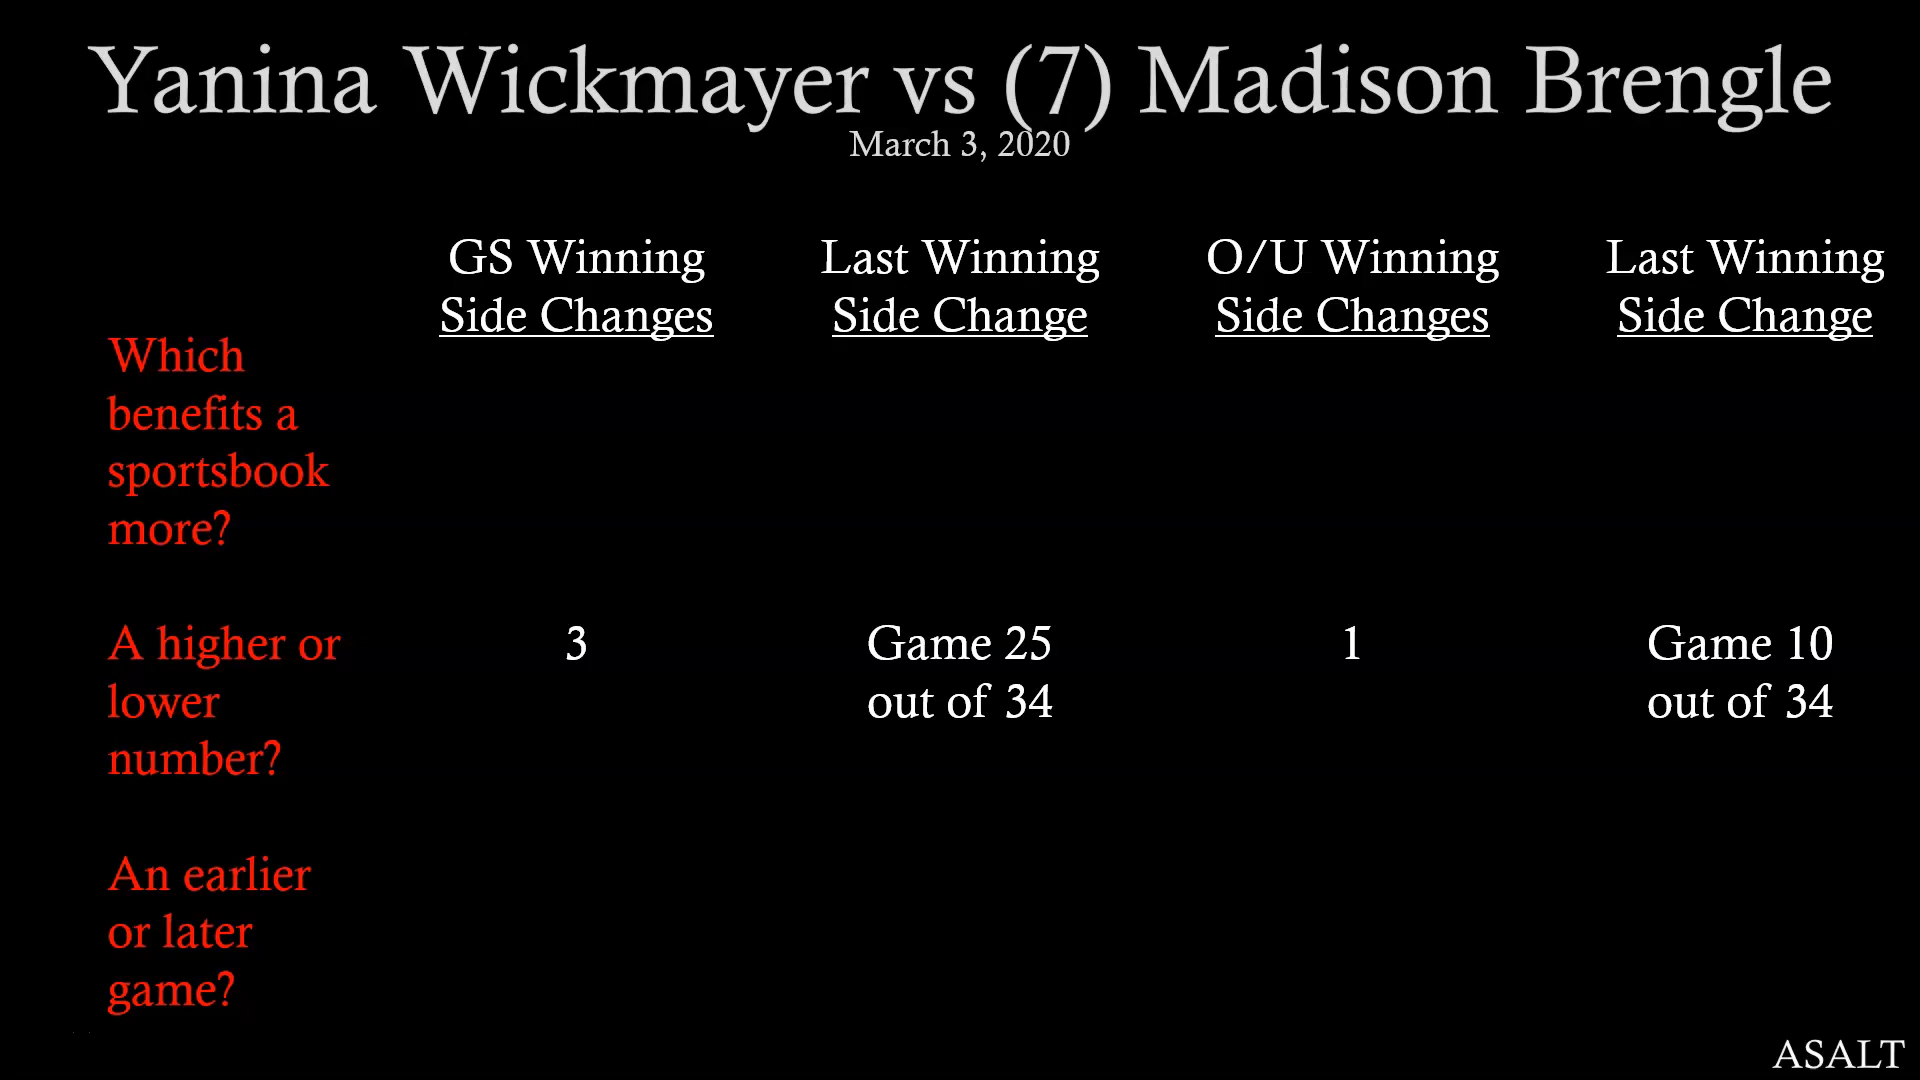 Yanina Wickmayer vs (7) Madison Brengle
March 3, 2020
GS Winning
Side Changes
Last Winning
Side Change
O/U Winning
Side Changes
Last Winning
Side Change
Which
benefits a
sportsbook
more?
A higher or
lower
number?
3
Game 25
out of 34
1
Game 10
out of 34
An earlier
or later
game?
ASALT